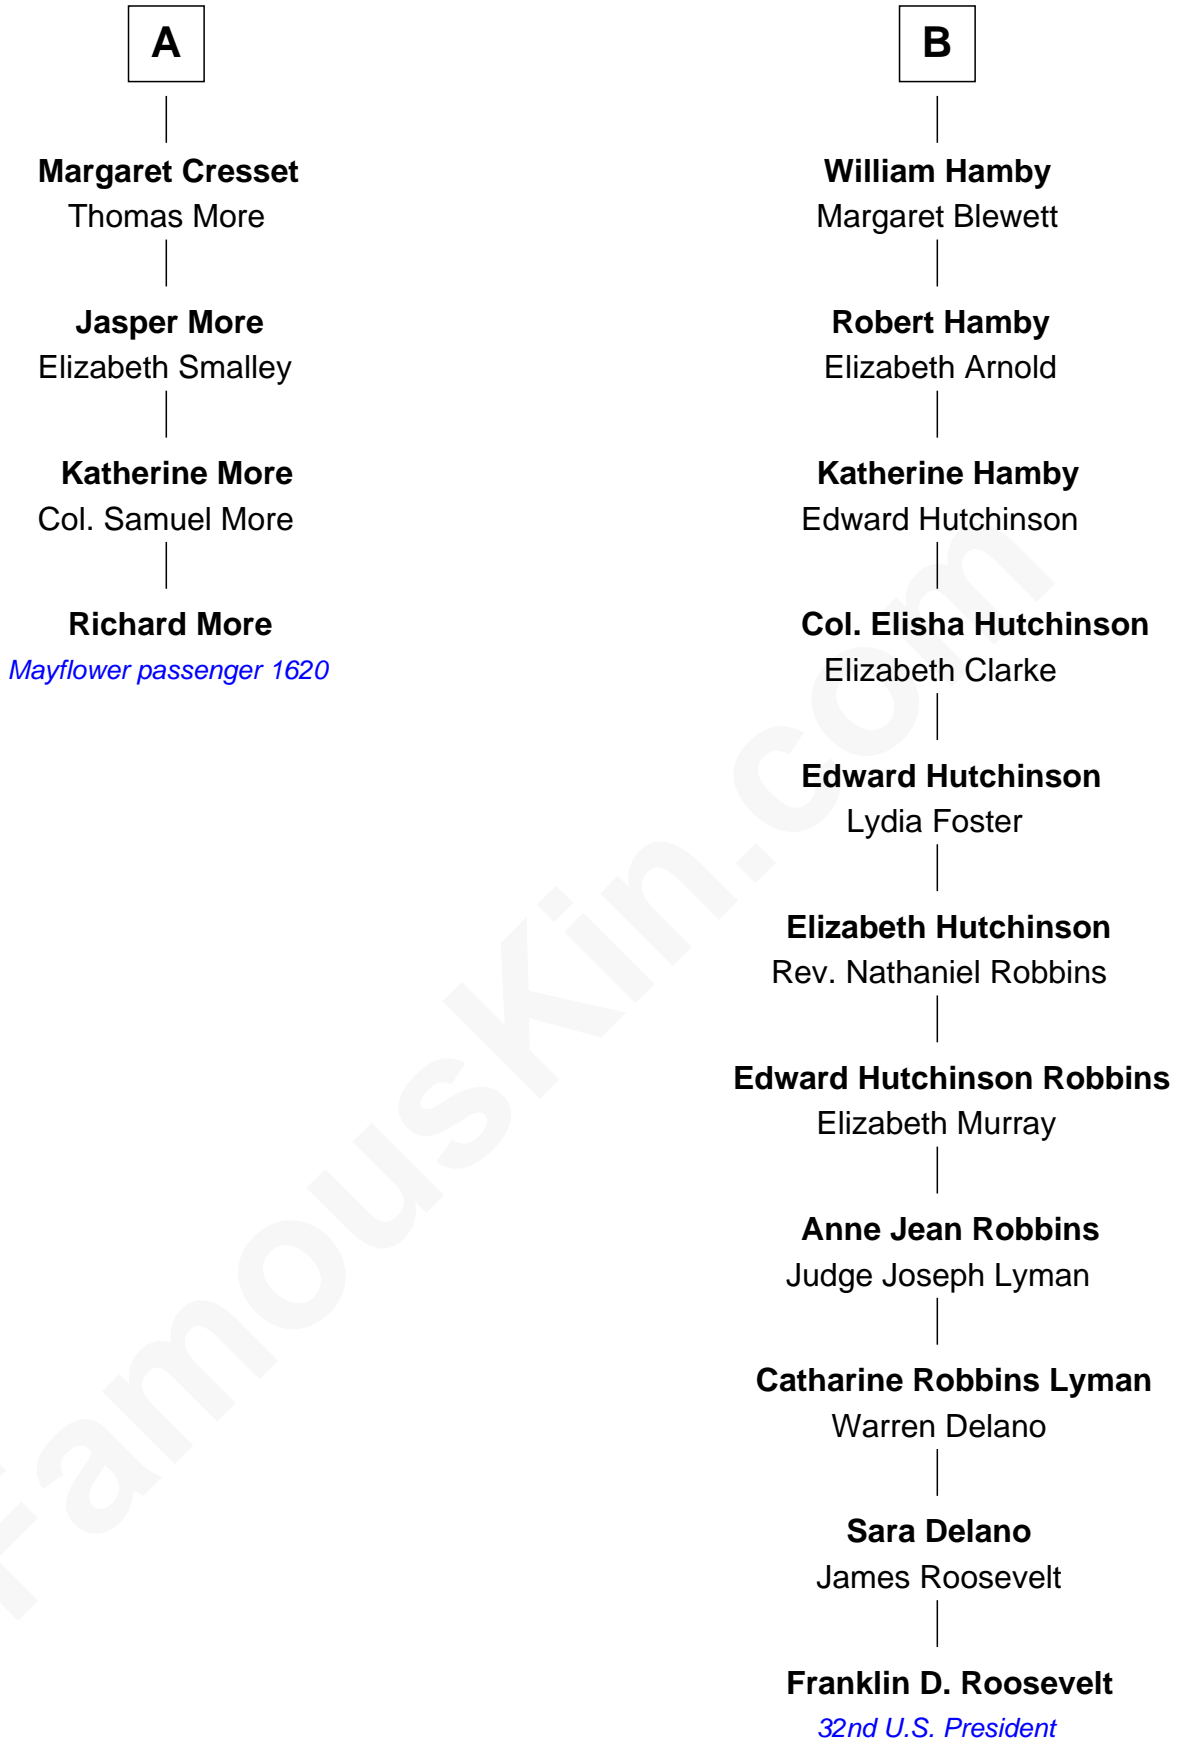 A
Margaret Cresset
Thomas More
Jasper More
Elizabeth Smalley
Katherine More
Col. Samuel More
Richard More
Mayflower passenger 1620
B
William Hamby
Margaret Blewett
Robert Hamby
Elizabeth Arnold
Katherine Hamby
Edward Hutchinson
Col. Elisha Hutchinson
Elizabeth Clarke
Edward Hutchinson
Lydia Foster
Elizabeth Hutchinson
Rev. Nathaniel Robbins
Edward Hutchinson Robbins
Elizabeth Murray
Anne Jean Robbins
Judge Joseph Lyman
Catharine Robbins Lyman
Warren Delano
Sara Delano
James Roosevelt
Franklin D. Roosevelt
32nd U.S. President
FamousKin.com